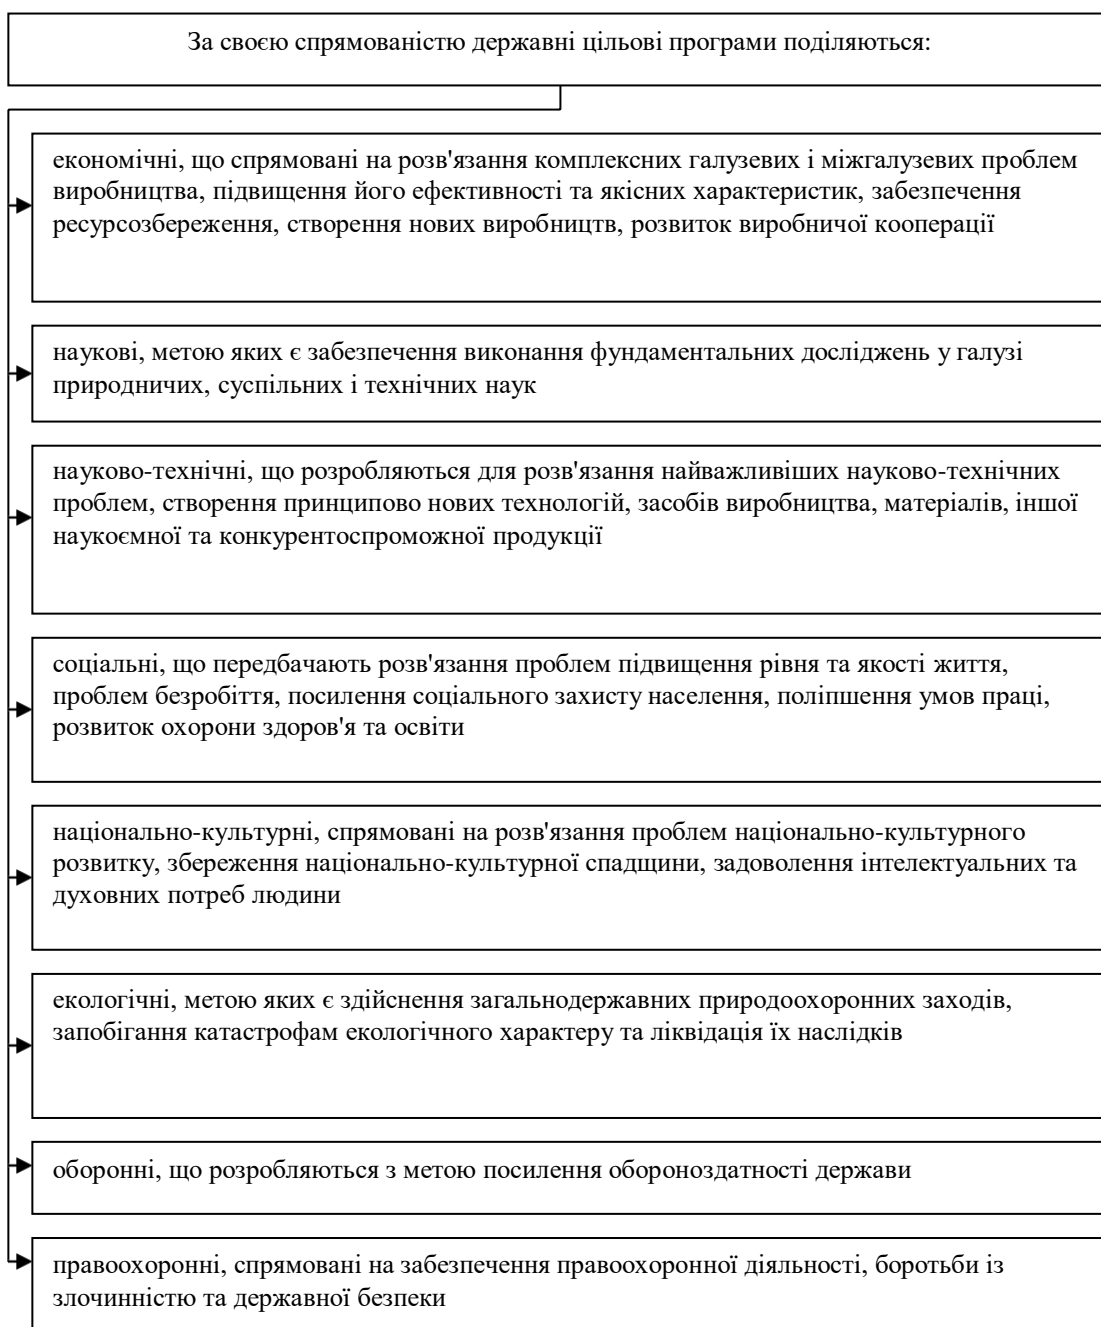 За своєю спрямованістю державні цільові програми поділяються:
економічні, що спрямовані на розв'язання комплексних галузевих і міжгалузевих проблем
виробництва, підвищення його ефективності та якісних характеристик, забезпечення
ресурсозбереження, створення нових виробництв, розвиток виробничої кооперації
наукові, метою яких є забезпечення виконання фундаментальних досліджень у галузі
природничих, суспільних і технічних наук
науково-технічні, що розробляються для розв'язання найважливіших науково-технічних
проблем, створення принципово нових технологій, засобів виробництва, матеріалів, іншої
наукоємної та конкурентоспроможної продукції
соціальні, що передбачають розв'язання проблем підвищення рівня та якості життя,
проблем безробіття, посилення соціального захисту населення, поліпшення умов праці,
розвиток охорони здоров'я та освіти
національно-культурні, спрямовані на розв'язання проблем національно-культурного
розвитку, збереження національно-культурної спадщини, задоволення інтелектуальних та
духовних потреб людини
екологічні, метою яких є здійснення загальнодержавних природоохоронних заходів,
запобігання катастрофам екологічного характеру та ліквідація їх наслідків
оборонні, що розробляються з метою посилення обороноздатності держави
правоохоронні, спрямовані на забезпечення правоохоронної діяльності, боротьби із
злочинністю та державної безпеки